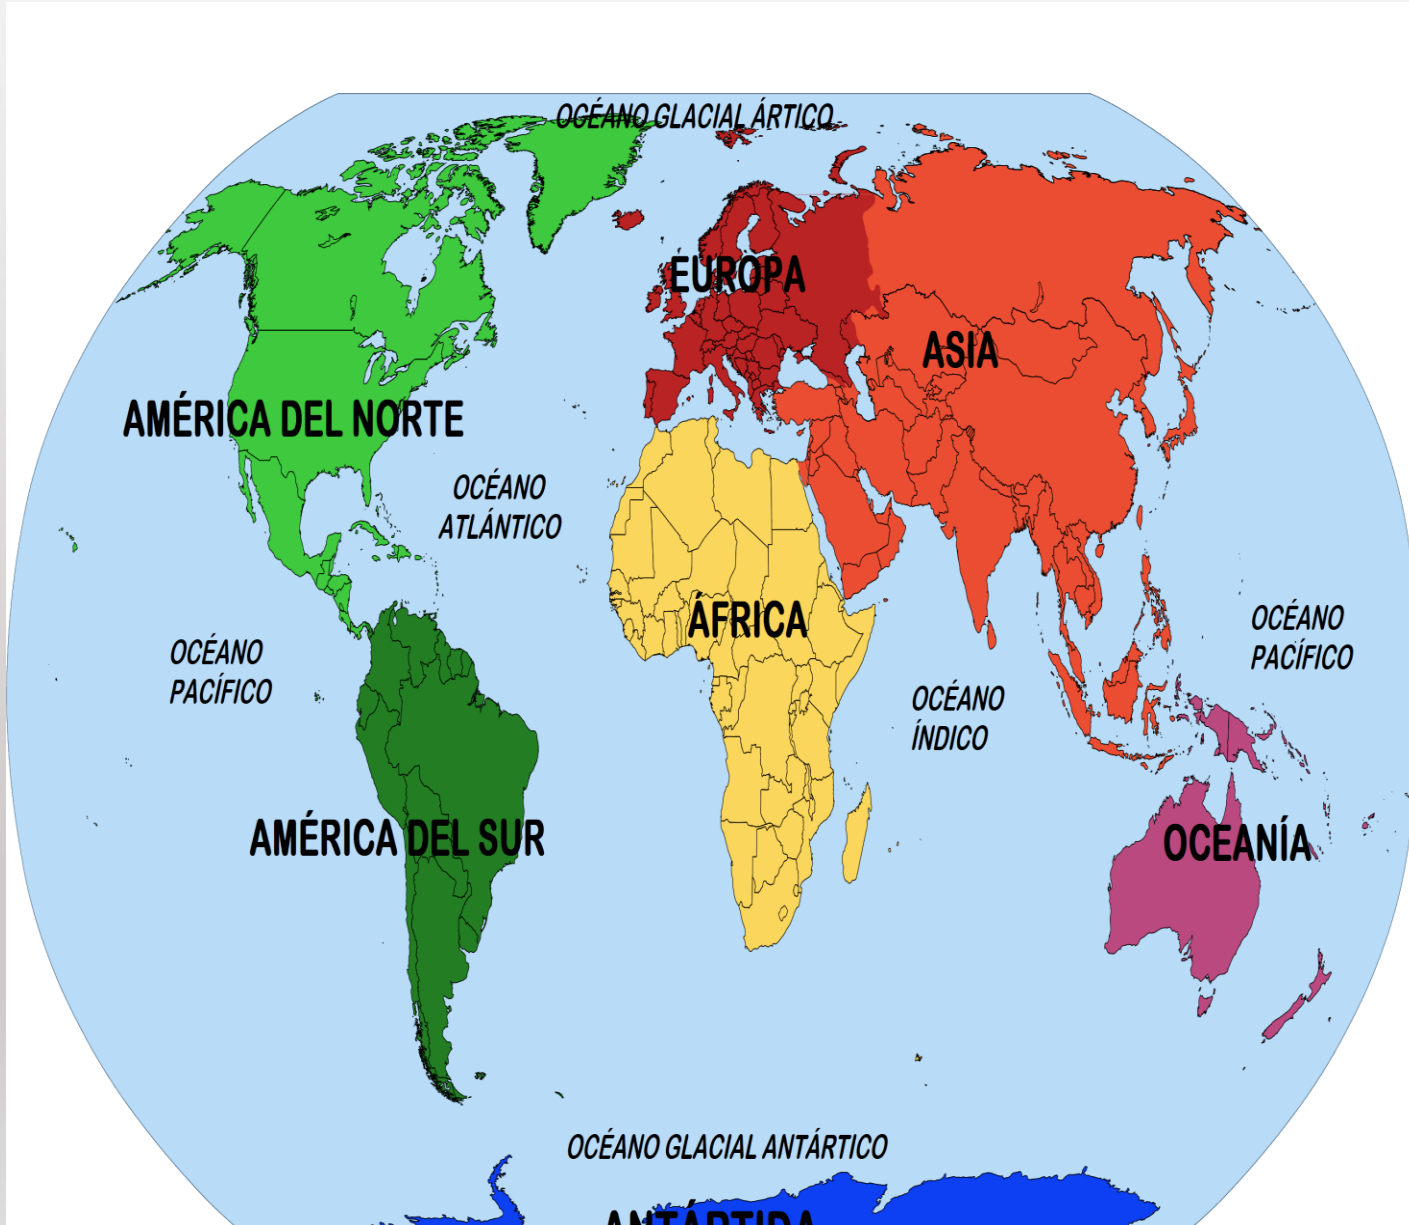 OCÉANO GLACIAL ÁRTICO
EUROPA
ASIA
AMÉRICA DEL NORTE
OCÉANO
ATLÁNTICO
ÁFRICA
OCÉANO
PACÍFICO
OCÉANO
PACÍFICO
OCÉANO
ÍNDICO
AMÉRICA DEL SUR
OCEANÍA
OCÉANO GLACIAL ANTÁRTICO
ANTÁRTIDA